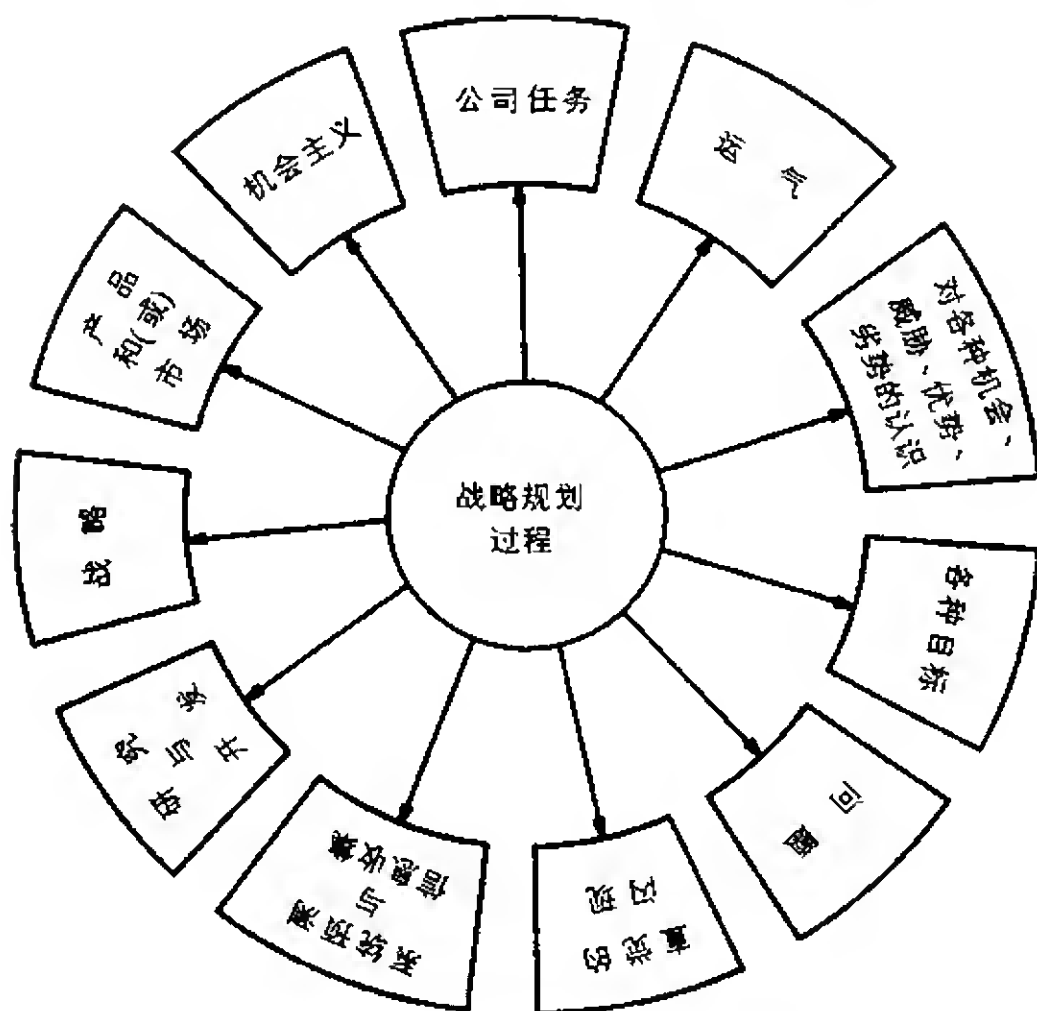 公司任务
运气
对各种机会、
威胁、优势、
劣势的认识
各种目标
问题
直觉的
闪现
系统预测
与
信息收集
研究
与
开发
战略
产品
和(或)
市场
机会主义
战略规划
过程